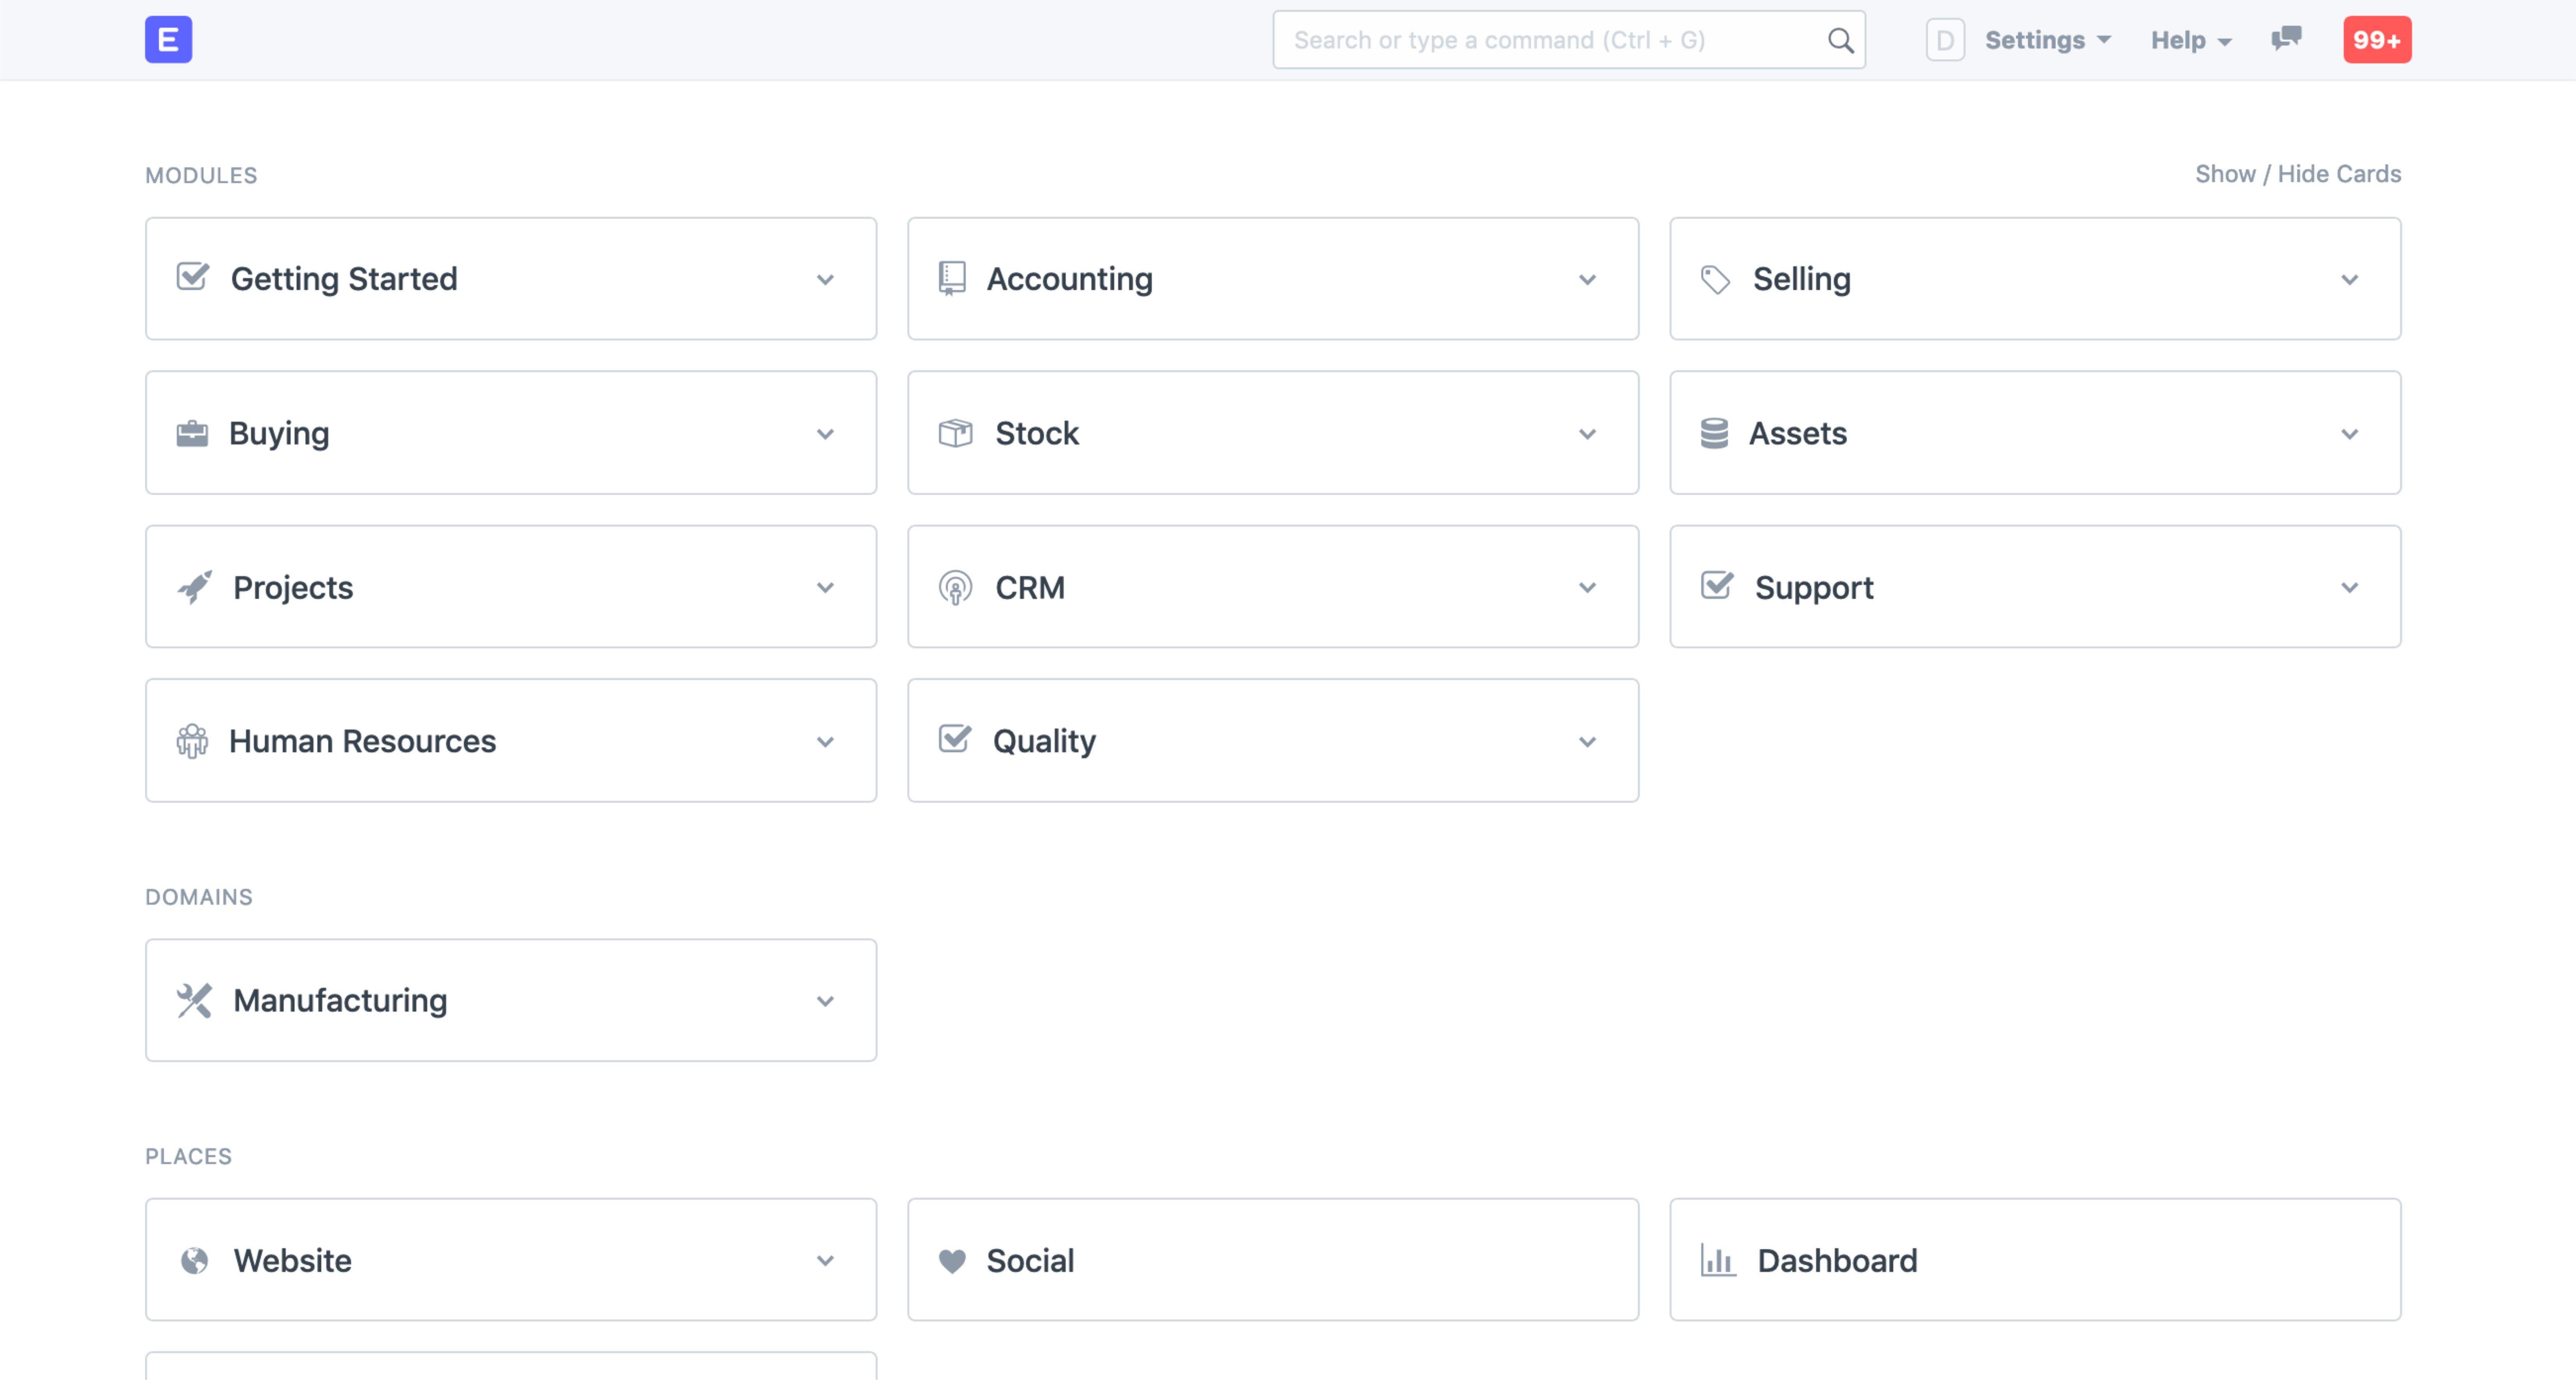 E
Search or type a command (Ctrl + G)
D
Settings
Help
99+
MODULES
Show / Hide Cards
Getting Started
Accounting
Selling
Buying
Stock
Assets
Projects
CRM
Support
Human Resources
Quality
DOMAINS
Manufacturing
PLACES
Website
Social
Dashboard